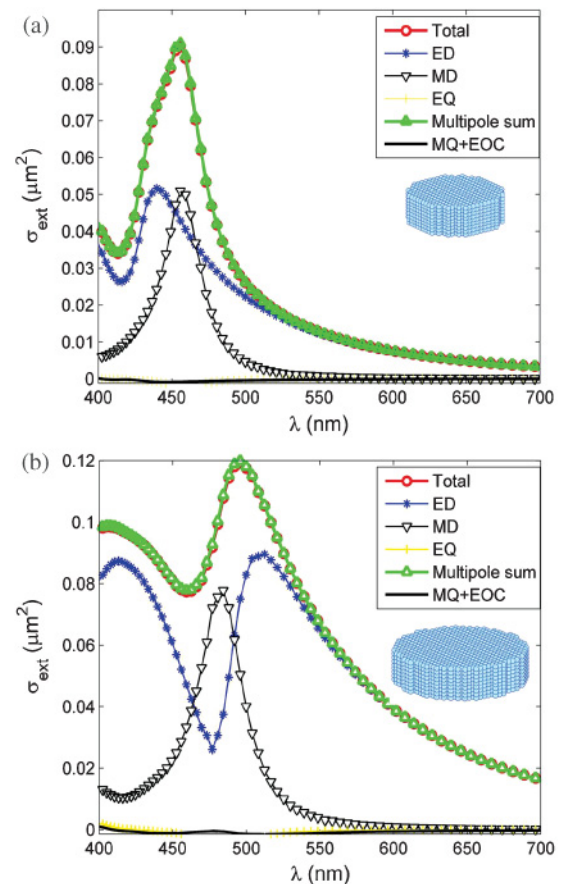 (a)
σext (μm²)
0.09
0.08
0.07
0.06
0.05
0.04
0.03
0.02
0.01
0
Total
ED
MD
EQ
Multipole sum
MQ+EOC
400 450 500 550 600 650 700
λ (nm)
(b)
σext (μm²)
0.12
0.1
0.08
0.06
0.04
0.02
0
Total
ED
MD
EQ
Multipole sum
MQ+EOC
400 450 500 550 600 650 700
λ (nm)